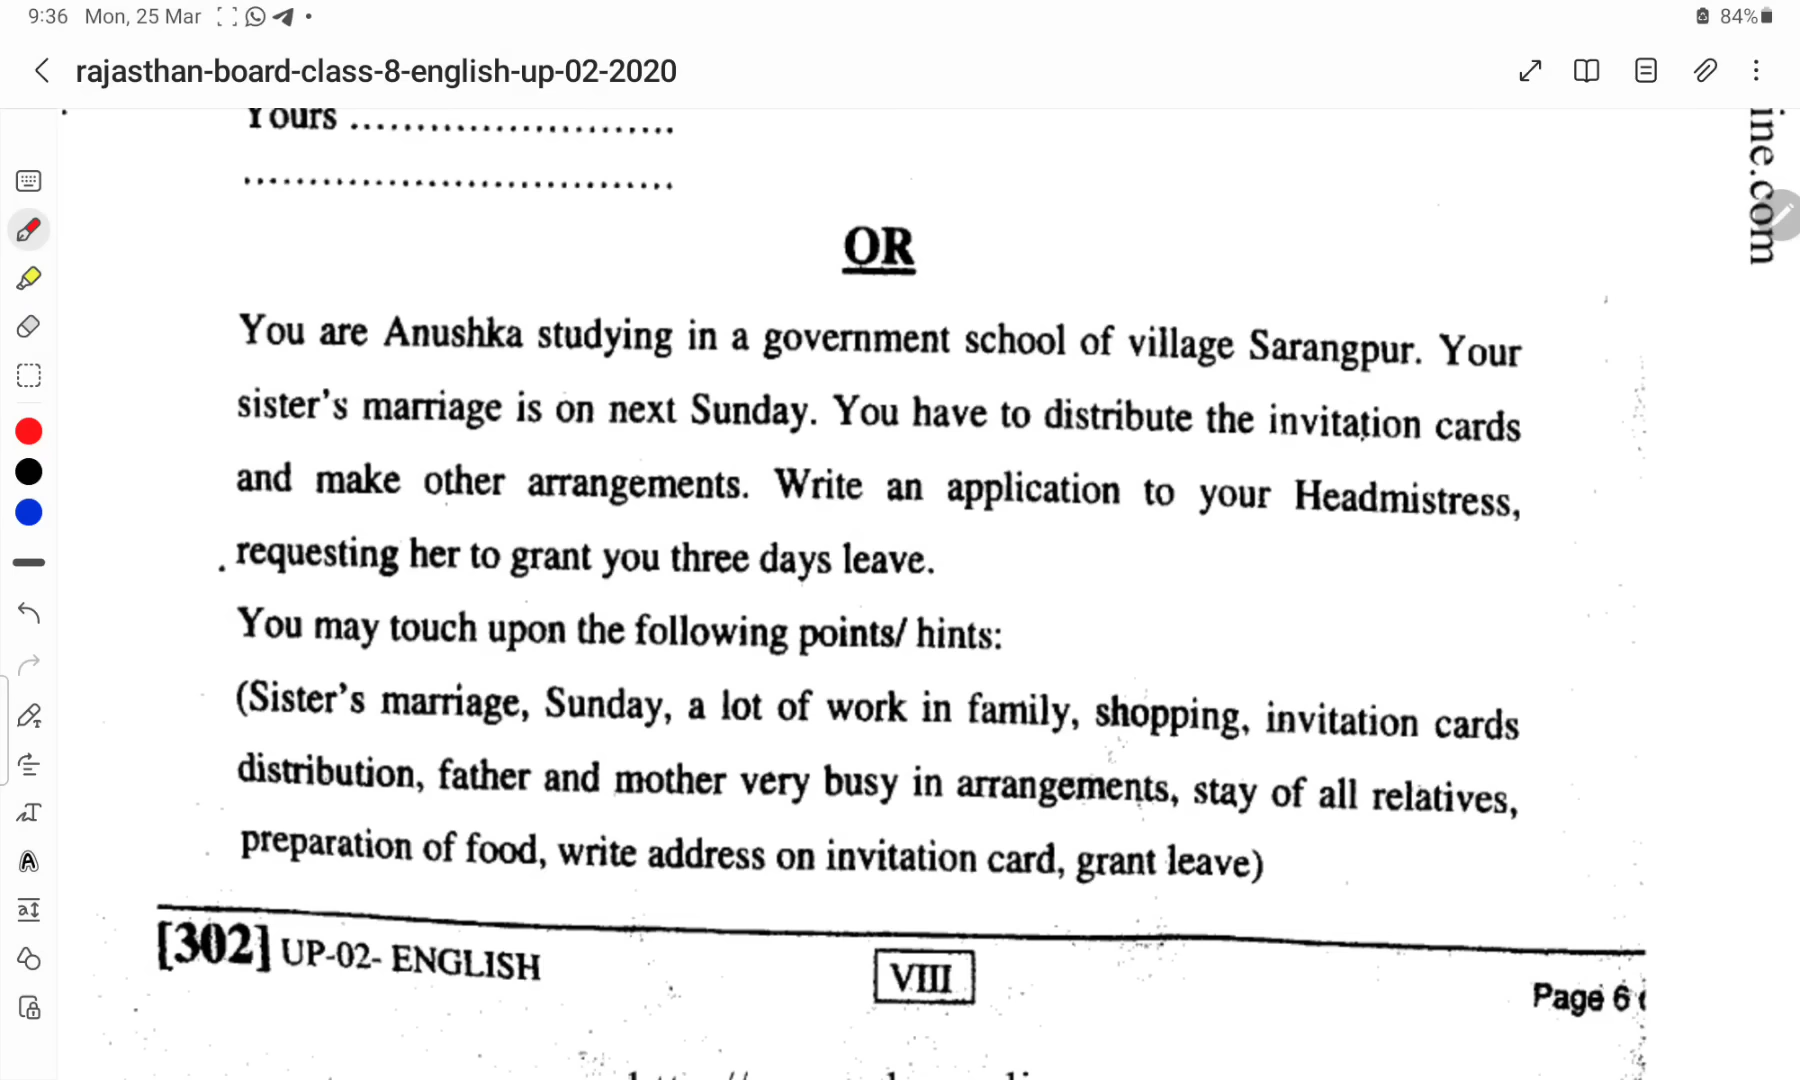 9:36 Mon, 25 Mar
84%
rajasthan-board-class-8-english-up-02-2020
Yours ..........................
..................................
ine.com
OR
You are Anushka studying in a government school of village Sarangpur. Your
sister's marriage is on next Sunday. You have to distribute the invitation cards
and make other arrangements. Write an application to your Headmistress,
requesting her to grant you three days leave.
You may touch upon the following points/ hints:
(Sister's marriage, Sunday, a lot of work in family, shopping, invitation cards
distribution, father and mother very busy in arrangements, stay of all relatives,
preparation of food, write address on invitation card, grant leave)
[302] UP-02- ENGLISH
VIII
Page 6